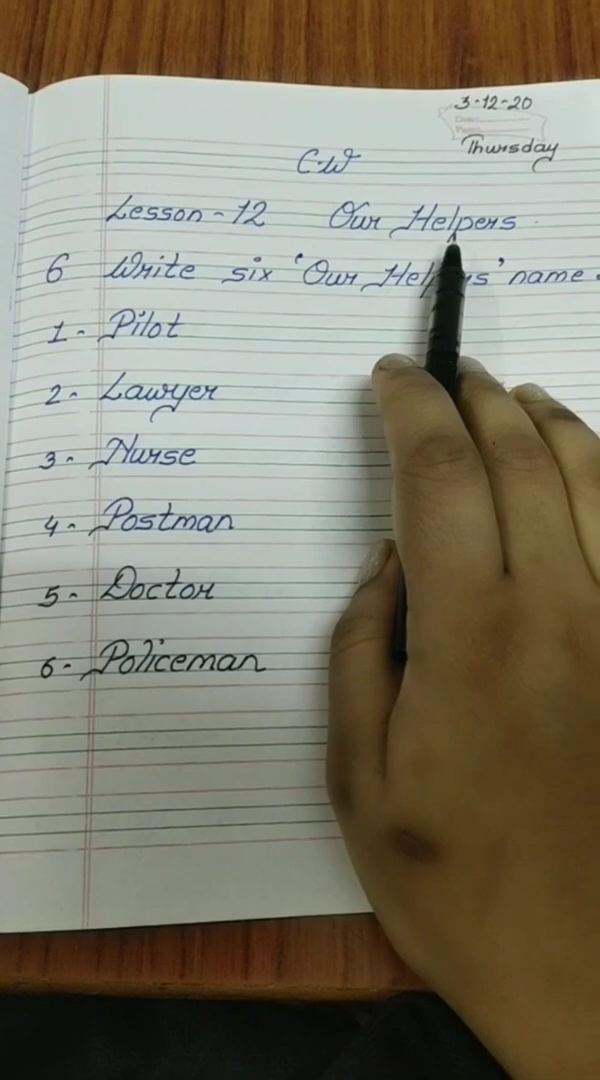 3-12-20
Thursday
C.W
Lesson-12 Our Helpers
6 Write six 'Our Helpers' name.
1- Pilot
2- Lawyer
3- Nurse
4- Postman
5- Doctor
6- Policeman